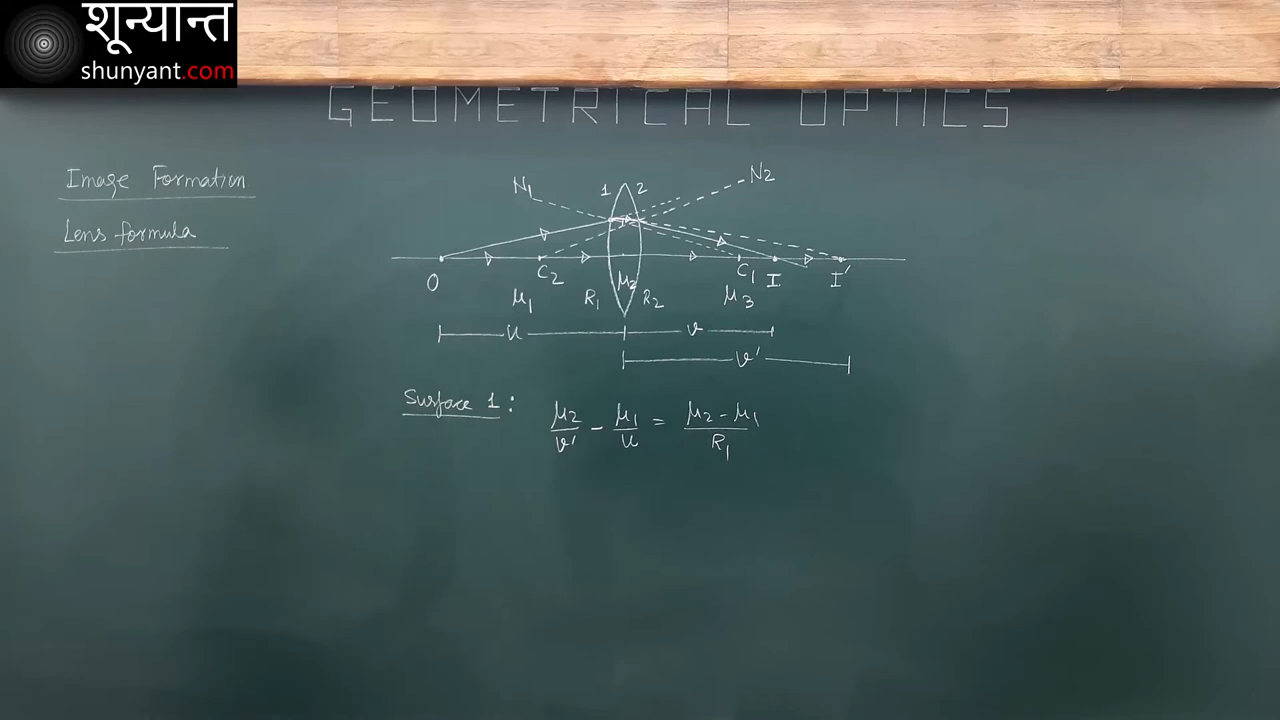 शून्यान्त
shunyant.com
GEOMETRICAL OPTICS
Image Formation
Lens formula
N₁ 1 2 N₂
O C₂ C₁ I I'
μ₁ R₁ μ₂ R₂ μ₃
u v
v'
Surface 1: μ₂/v' - μ₁/u = (μ₂ - μ₁)/R₁